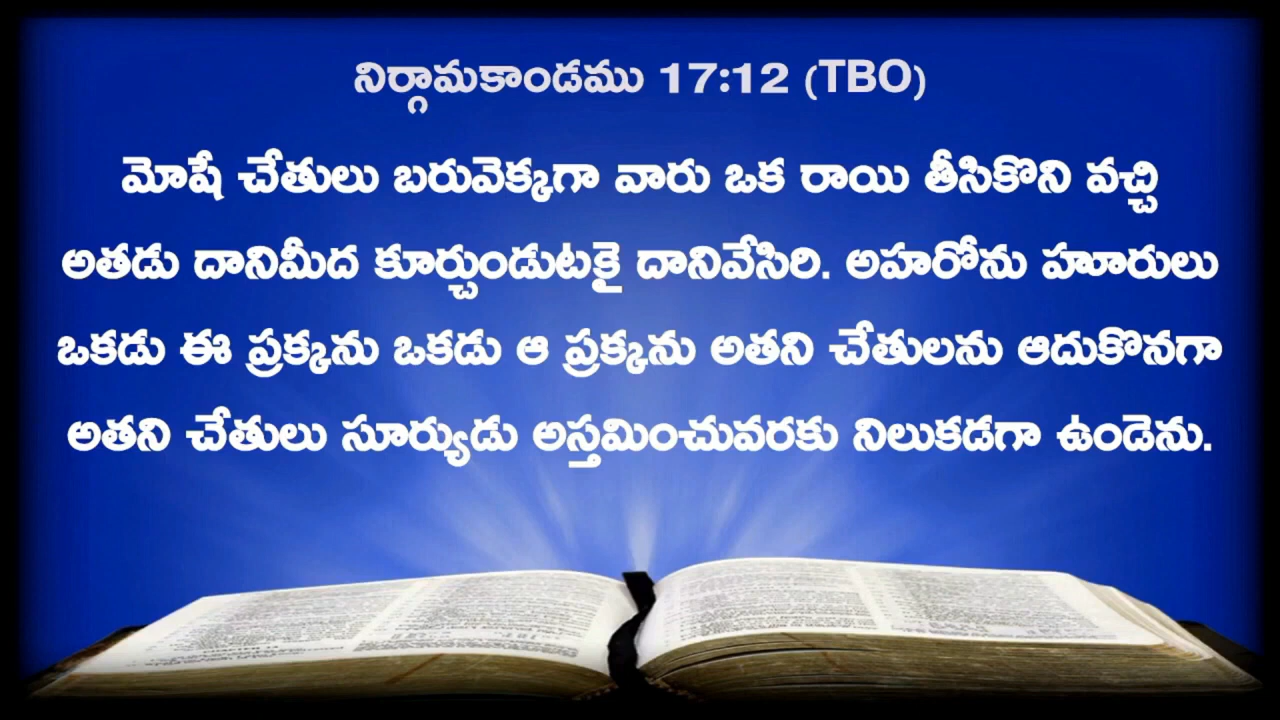 నిర్గామకాండము 17:12 (TBO)
మోషే చేతులు బరువెక్కగా వారు ఒక రాయి తీసికొని వచ్చి
అతడు దానిమీద కూర్చుండుటకై దానివేసిరి. అహరోను హూరులు
ఒకడు ఈ ప్రక్కను ఒకడు ఆ ప్రక్కను అతని చేతులను ఆదుకొనగా
అతని చేతులు సూర్యుడు అస్తమించువరకు నిలుకడగా ఉండెను.